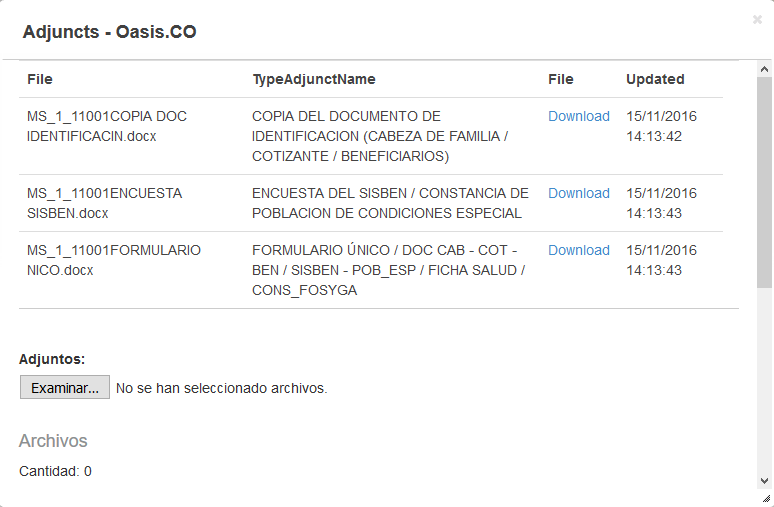 Adjuncts - Oasis.CO
×
File TypeAdjunctName File Updated
MS_1_11001COPIA DOC COPIA DEL DOCUMENTO DE Download 15/11/2016
IDENTIFICACIN.docx IDENTIFICACION (CABEZA DE FAMILIA / 14:13:42
COTIZANTE / BENEFICIARIOS)
MS_1_11001ENCUESTA ENCUESTA DEL SISBEN / CONSTANCIA DE Download 15/11/2016
SISBEN.docx POBLACION DE CONDICIONES ESPECIAL 14:13:43
MS_1_11001FORMULARIO FORMULARIO ÚNICO / DOC CAB - COT - Download 15/11/2016
NICO.docx BEN / SISBEN - POB_ESP / FICHA SALUD / 14:13:43
CONS_FOSYGA
Adjuntos:
Examinar... No se han seleccionado archivos.
Archivos
Cantidad: 0